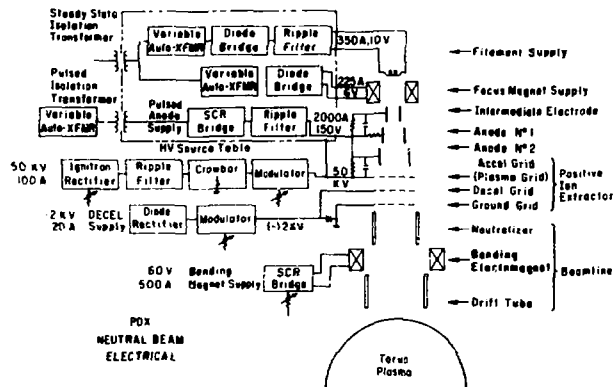 Steady State
Isolation
Transformer
Variable
Auto-XFMR
Diode
Bridge
Ripple
Filter
350A,10V
Filament Supply
Variable
Auto-XFMR
Diode
Bridge
225A
6V
Focus Magnet Supply
Pulsed
Isolation
Transformer
Intermediate Electrode
Variable
Auto-XFMR
Pulsed
Anode
Supply
SCR
Bridge
Ripple
Filter
2000A
150V
Anode Nº1
Anode Nº2
HV Source Table
50 KV
100 A
Ignitron
Rectifier
Ripple
Filter
Crowbar
Modulator
50
KV
Accel Grid
(Plasma Grid)
Decel Grid
Ground Grid
Positive
Ion
Extractor
-2 KV DECEL
20 A Supply
Diode
Rectifier
Modulator
(-)2KV
Neutralizer
60 V Bending
500 A Magnet Supply
SCR
Bridge
Bending
Electromagnet
Beamline
Drift Tube
PDX
NEUTRAL BEAM
ELECTRICAL
Torus
Plasma